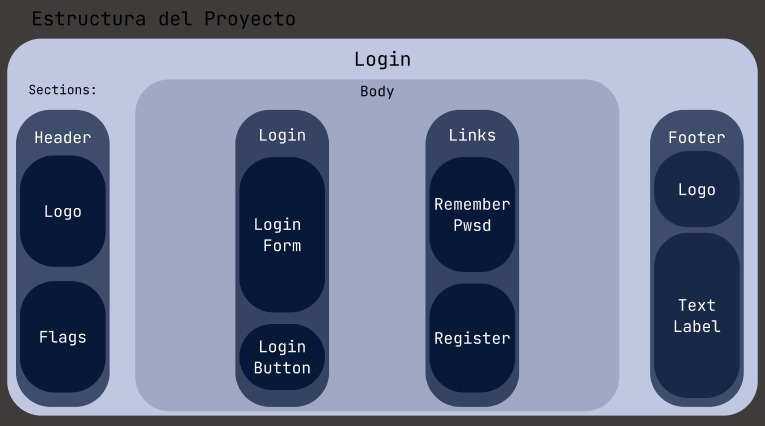 Estructura del Proyecto
Login
Sections:
Body
Header
Logo
Flags
Login
Login
Form
Login
Button
Links
Remember
Pwsd
Register
Footer
Logo
Text
Label